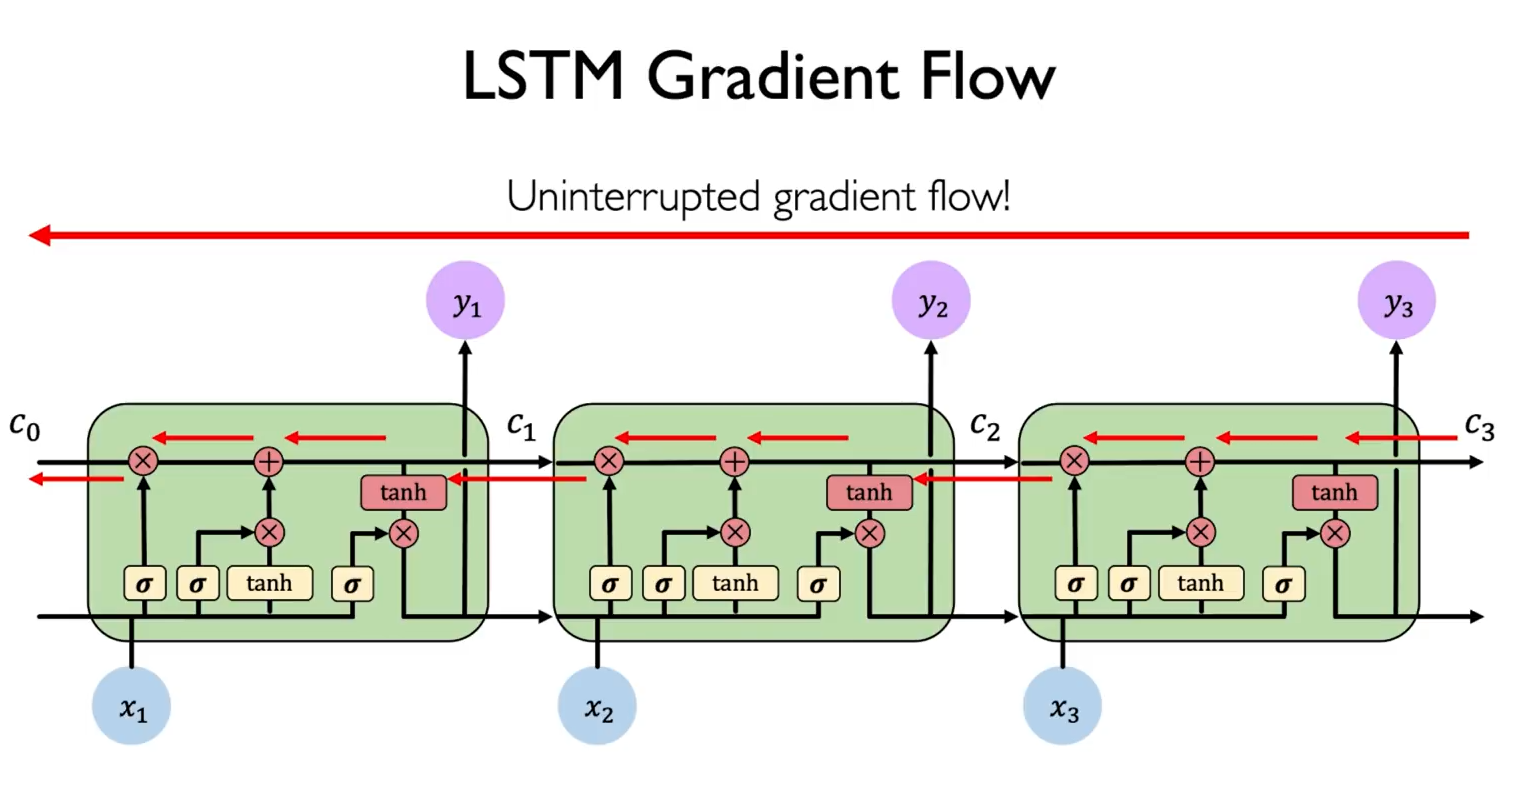 LSTM Gradient Flow
Uninterrupted gradient flow!
y₁ y₂ y₃
c₀ c₁ c₂ c₃
× + × + × +
tanh tanh tanh
× × × × × ×
σ σ tanh σ σ σ tanh σ σ σ tanh σ
x₁ x₂ x₃